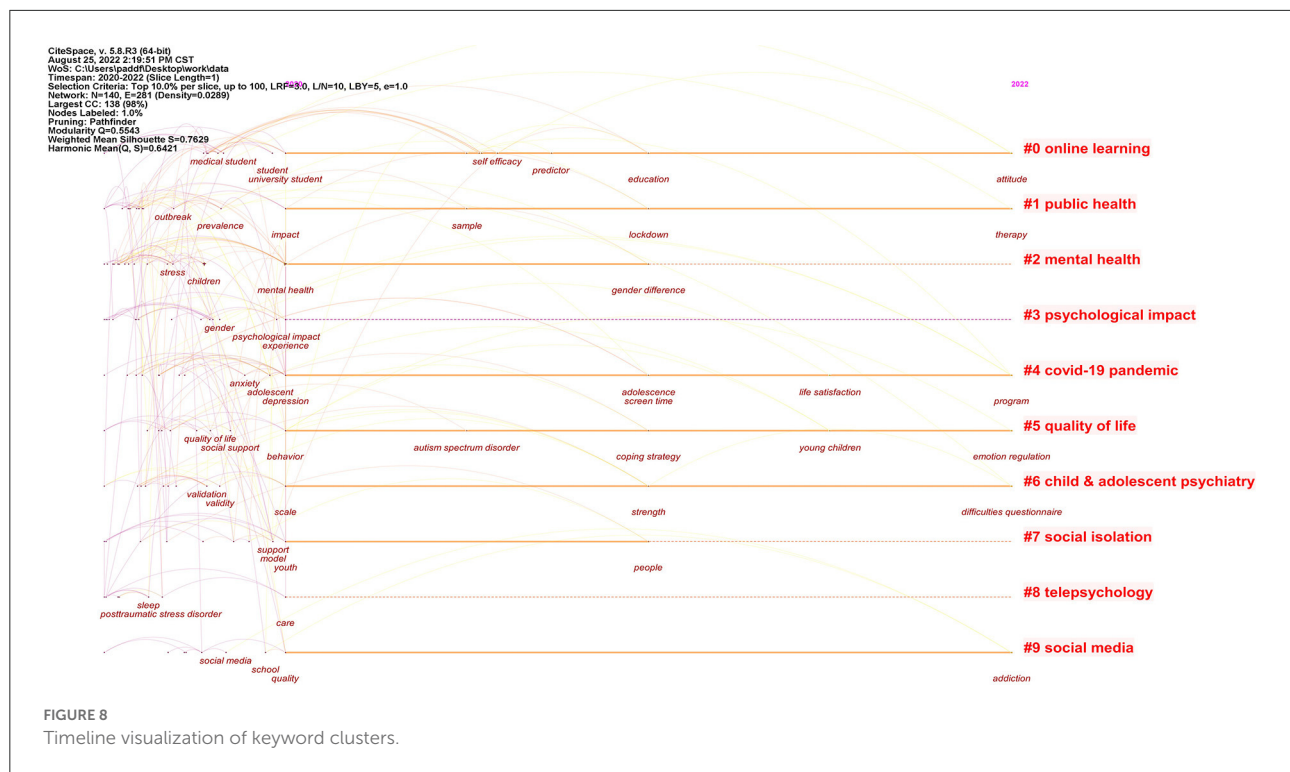 CiteSpace, v. 5.8.R3 (64-bit)
August 25, 2022 2:19:51 PM CST
WoS: C:\Users\paddf\Desktop\work\data
Timespan: 2020-2022 (Slice Length=1)
Selection Criteria: Top 10.0% per slice, up to 100, LRF=3.0, L/N=10, LBY=5, e=1.0
Network: N=140, E=281 (Density=0.0289)
Largest CC: 138 (98%)
Nodes Labeled: 1.0%
Pruning: Pathfinder
Modularity Q=0.5543
Weighted Mean Silhouette S=0.7629
Harmonic Mean(Q, S)=0.6421
2022
#0 online learning
medical student
self efficacy
student
predictor
university student
education
attitude
#1 public health
outbreak
prevalence
sample
impact
lockdown
therapy
#2 mental health
stress
children
mental health
gender difference
#3 psychological impact
gender
psychological impact
experience
#4 covid-19 pandemic
anxiety
adolescent
adolescence
life satisfaction
depression
screen time
program
#5 quality of life
quality of life
social support
autism spectrum disorder
young children
behavior
coping strategy
emotion regulation
#6 child & adolescent psychiatry
validation
validity
scale
strength
difficulties questionnaire
#7 social isolation
support
model
youth
people
#8 telepsychology
sleep
posttraumatic stress disorder
care
#9 social media
social media
school
quality
addiction
FIGURE 8
Timeline visualization of keyword clusters.